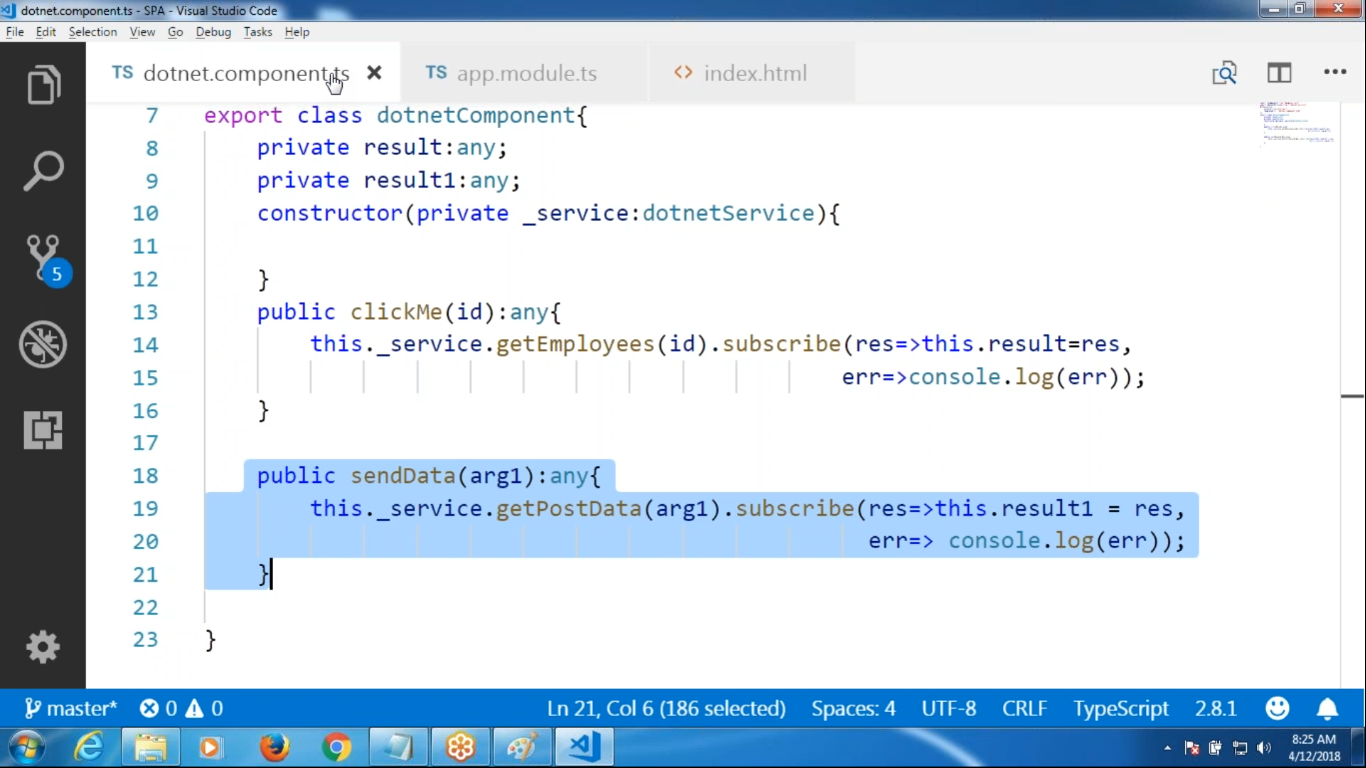 dotnet.component.ts - SPA - Visual Studio Code
File Edit Selection View Go Debug Tasks Help
TS dotnet.component.ts TS app.module.ts <> index.html
7 export class dotnetComponent{
8 private result:any;
9 private result1:any;
10 constructor(private _service:dotnetService){
11
12 }
13 public clickMe(id):any{
14 this._service.getEmployees(id).subscribe(res=>this.result=res,
15 err=>console.log(err));
16 }
17
18 public sendData(arg1):any{
19 this._service.getPostData(arg1).subscribe(res=>this.result1 = res,
20 err=> console.log(err));
21 }
22
23 }
5
master* 0 0 Ln 21, Col 6 (186 selected) Spaces: 4 UTF-8 CRLF TypeScript 2.8.1
8:25 AM
4/12/2018